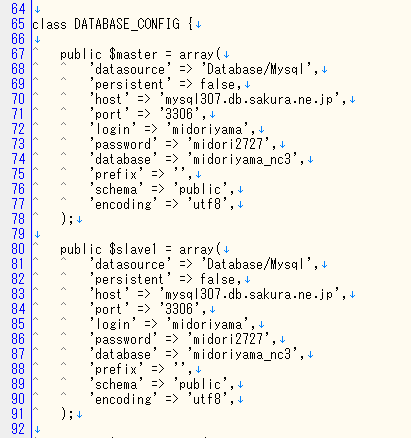 64
65 class DATABASE_CONFIG {
66
67 public $master = array(
68 'datasource' => 'Database/Mysql',
69 'persistent' => false,
70 'host' => 'mysql307.db.sakura.ne.jp',
71 'port' => '3306',
72 'login' => 'midoriyama',
73 'password' => 'midori2727',
74 'database' => 'midoriyama_nc3',
75 'prefix' => '',
76 'schema' => 'public',
77 'encoding' => 'utf8',
78 );
79
80 public $slave1 = array(
81 'datasource' => 'Database/Mysql',
82 'persistent' => false,
83 'host' => 'mysql307.db.sakura.ne.jp',
84 'port' => '3306',
85 'login' => 'midoriyama',
86 'password' => 'midori2727',
87 'database' => 'midoriyama_nc3',
88 'prefix' => '',
89 'schema' => 'public',
90 'encoding' => 'utf8',
91 );
92